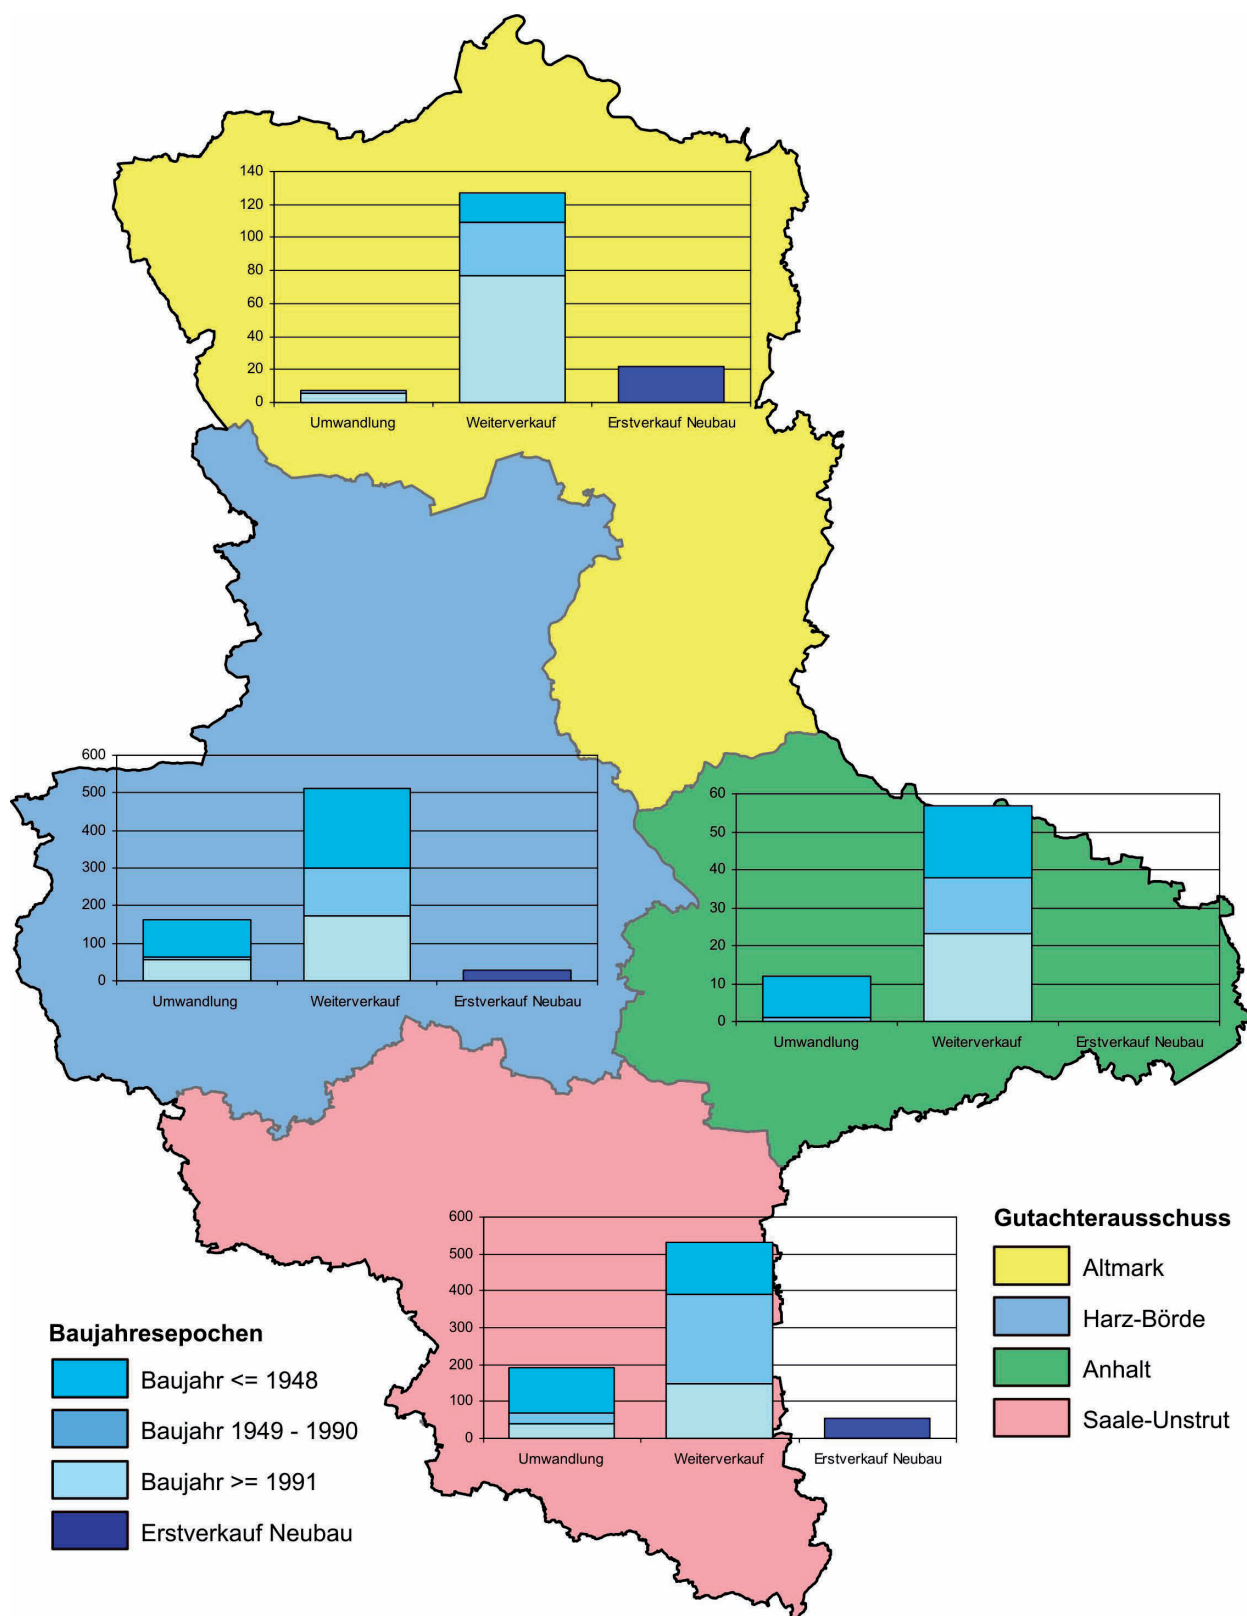 140
120
100
80
60
40
20
0
Umwandlung Weiterverkauf Erstverkauf Neubau
600
500
400
300
200
100
0
Umwandlung Weiterverkauf Erstverkauf Neubau
60
50
40
30
20
10
0
Umwandlung Weiterverkauf Erstverkauf Neubau
600
500
400
300
200
100
0
Umwandlung Weiterverkauf Erstverkauf Neubau
Baujahresepochen
Baujahr <= 1948
Baujahr 1949 - 1990
Baujahr >= 1991
Erstverkauf Neubau
Gutachterausschuss
Altmark
Harz-Börde
Anhalt
Saale-Unstrut